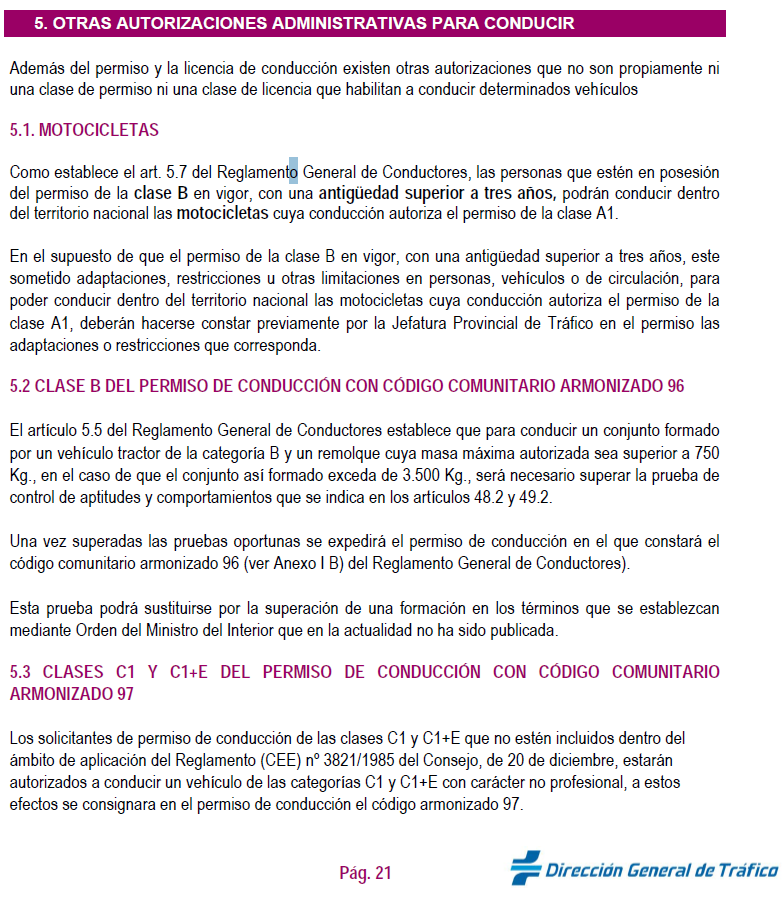 5. OTRAS AUTORIZACIONES ADMINISTRATIVAS PARA CONDUCIR
Además del permiso y la licencia de conducción existen otras autorizaciones que no son propiamente ni
una clase de permiso ni una clase de licencia que habilitan a conducir determinados vehículos
5.1. MOTOCICLETAS
Como establece el art. 5.7 del Reglamento General de Conductores, las personas que estén en posesión
del permiso de la clase B en vigor, con una antigüedad superior a tres años, podrán conducir dentro
del territorio nacional las motocicletas cuya conducción autoriza el permiso de la clase A1.
En el supuesto de que el permiso de la clase B en vigor, con una antigüedad superior a tres años, este
sometido adaptaciones, restricciones u otras limitaciones en personas, vehículos o de circulación, para
poder conducir dentro del territorio nacional las motocicletas cuya conducción autoriza el permiso de la
clase A1, deberán hacerse constar previamente por la Jefatura Provincial de Tráfico en el permiso las
adaptaciones o restricciones que corresponda.
5.2 CLASE B DEL PERMISO DE CONDUCCIÓN CON CÓDIGO COMUNITARIO ARMONIZADO 96
El artículo 5.5 del Reglamento General de Conductores establece que para conducir un conjunto formado
por un vehículo tractor de la categoría B y un remolque cuya masa máxima autorizada sea superior a 750
Kg., en el caso de que el conjunto así formado exceda de 3.500 Kg., será necesario superar la prueba de
control de aptitudes y comportamientos que se indica en los artículos 48.2 y 49.2.
Una vez superadas las pruebas oportunas se expedirá el permiso de conducción en el que constará el
código comunitario armonizado 96 (ver Anexo I B) del Reglamento General de Conductores).
Esta prueba podrá sustituirse por la superación de una formación en los términos que se establezcan
mediante Orden del Ministro del Interior que en la actualidad no ha sido publicada.
5.3 CLASES C1 Y C1+E DEL PERMISO DE CONDUCCIÓN CON CÓDIGO COMUNITARIO
ARMONIZADO 97
Los solicitantes de permiso de conducción de las clases C1 y C1+E que no estén incluidos dentro del
ámbito de aplicación del Reglamento (CEE) nº 3821/1985 del Consejo, de 20 de diciembre, estarán
autorizados a conducir un vehículo de las categorías C1 y C1+E con carácter no profesional, a estos
efectos se consignara en el permiso de conducción el código armonizado 97.
Pág. 21
Dirección General de Tráfico